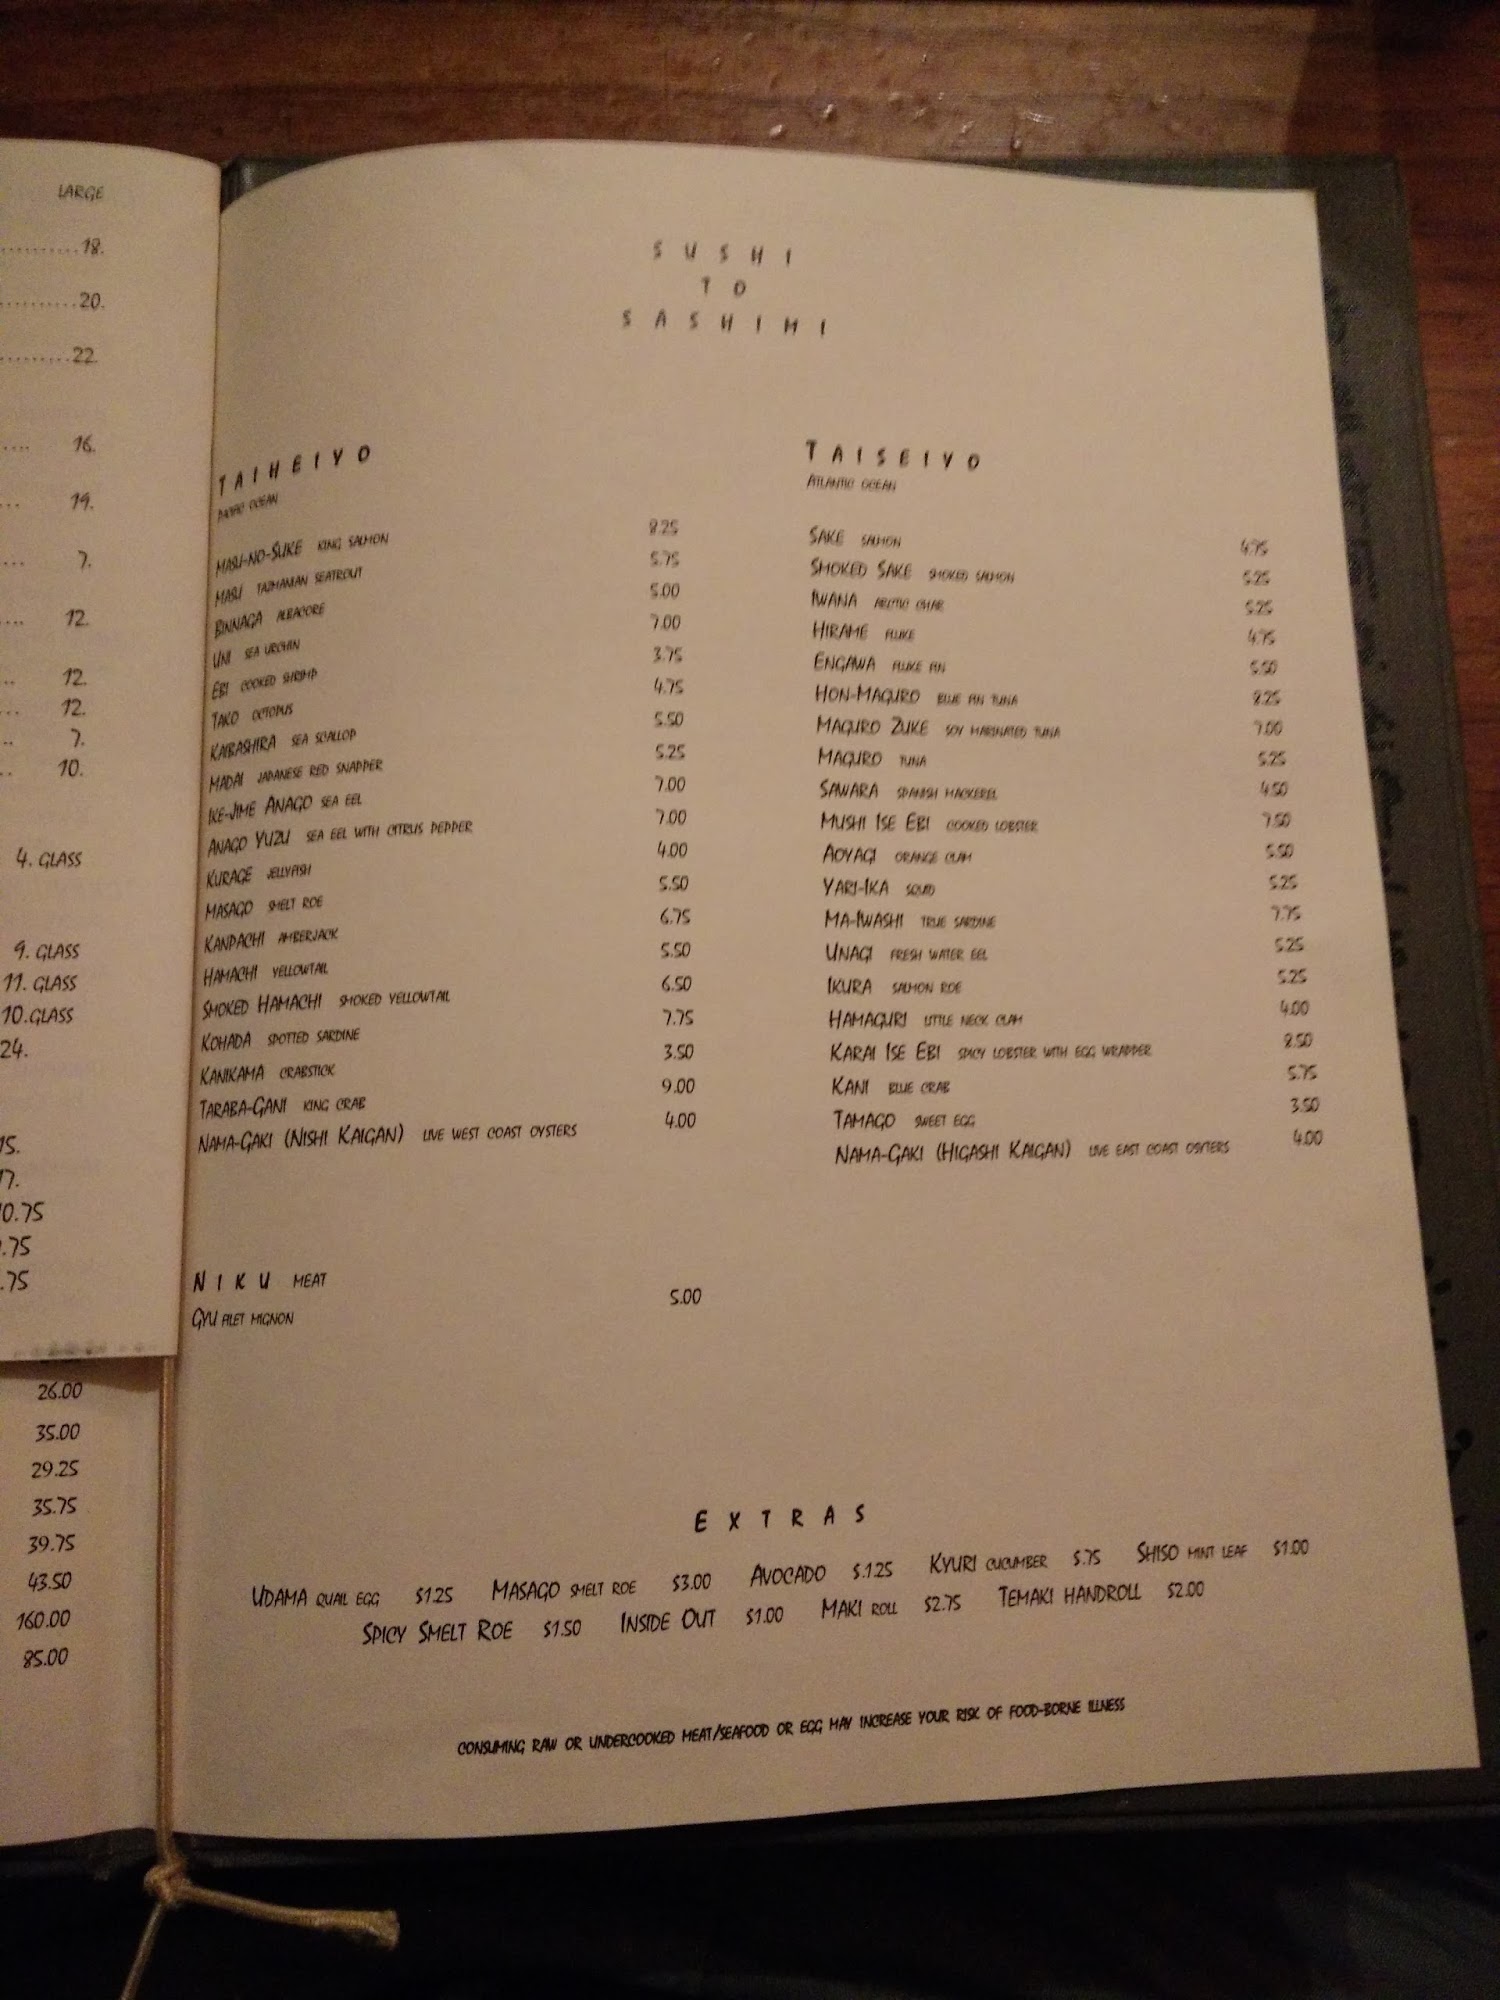 LARGE
..........18.
..........20.
.........22.
.... 16.
... 19.
.... 7.
.... 12.
.. 12.
... 12.
.. 7.
.. 10.
4. GLASS
9. GLASS
11. GLASS
10.GLASS
24.
15.
17.
10.75
.75
.75
26.00
35.00
29.25
35.75
39.75
43.50
160.00
85.00
SUSHI
TO
SASHIMI
TAIHEIYO
PACIFIC OCEAN
MASU-NO-SUKE KING SALMON 8.25
MASU TAZMANIAN SEATROUT 5.75
BINNAGA ALBACORE 5.00
UNI SEA URCHIN 7.00
EBI COOKED SHRIMP 3.75
TAKO OCTOPUS 4.75
KAIBASHIRA SEA SCALLOP 5.50
MADAI JAPANESE RED SNAPPER 5.25
IKE-JIME ANAGO SEA EEL 7.00
ANAGO YUZU SEA EEL WITH CITRUS PEPPER 7.00
KURAGE JELLYFISH 4.00
MASAGO SMELT ROE 5.50
KANPACHI AMBERJACK 6.75
HAMACHI YELLOWTAIL 5.50
SMOKED HAMACHI SMOKED YELLOWTAIL 6.50
KOHADA SPOTTED SARDINE 7.75
KANIKAMA CRABSTICK 3.50
TARABA-GANI KING CRAB 9.00
NAMA-GAKI (NISHI KAIGAN) LIVE WEST COAST OYSTERS 4.00
NIKU MEAT
GYU FILET MIGNON 5.00
TAISEIYO
ATLANTIC OCEAN
SAKE SALMON 4.75
SMOKED SAKE SMOKED SALMON 5.25
IWANA ARCTIC CHAR 5.25
HIRAME FLUKE 4.75
ENGAWA FLUKE FIN 5.50
HON-MAGURO BLUE FIN TUNA 8.25
MAGURO ZUKE SOY MARINATED TUNA 7.00
MAGURO TUNA 5.25
SAWARA SPANISH MACKEREL 4.50
MUSHI ISE EBI COOKED LOBSTER 7.50
AOYAGI ORANGE CLAM 5.50
YARI-IKA SQUID 5.25
MA-IWASHI TRUE SARDINE 7.75
UNAGI FRESH WATER EEL 5.25
IKURA SALMON ROE 5.25
HAMAGURI LITTLE NECK CLAM 4.00
KARAI ISE EBI SPICY LOBSTER WITH EGG WRAPPER 8.50
KANI BLUE CRAB 5.75
TAMAGO SWEET EGG 3.50
NAMA-GAKI (HIGASHI KAIGAN) LIVE EAST COAST OSYTERS 4.00
EXTRAS
UDAMA QUAIL EGG $1.25 MASAGO SMELT ROE $3.00 AVOCADO $.1.25 KYURI CUCUMBER $.75 SHISO MINT LEAF $1.00
SPICY SMELT ROE $1.50 INSIDE OUT $1.00 MAKI ROLL $2.75 TEMAKI HANDROLL $2.00
CONSUMING RAW OR UNDERCOOKED MEAT/SEAFOOD OR EGG MAY INCREASE YOUR RISK OF FOOD-BORNE ILLNESS